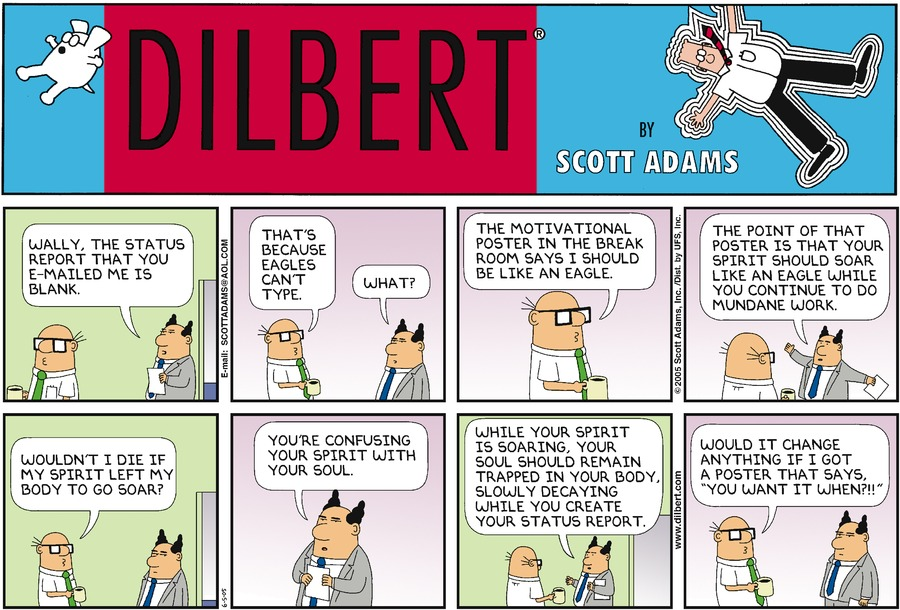 DILBERT®
BY
SCOTT ADAMS
WALLY, THE STATUS
REPORT THAT YOU
E-MAILED ME IS
BLANK.
E-mail: SCOTTADAMS@AOL.COM
THAT'S
BECAUSE
EAGLES
CAN'T
TYPE.
WHAT?
THE MOTIVATIONAL
POSTER IN THE BREAK
ROOM SAYS I SHOULD
BE LIKE AN EAGLE.
©2005 Scott Adams, Inc./Dist. by UFS, Inc.
THE POINT OF THAT
POSTER IS THAT YOUR
SPIRIT SHOULD SOAR
LIKE AN EAGLE WHILE
YOU CONTINUE TO DO
MUNDANE WORK.
WOULDN'T I DIE IF
MY SPIRIT LEFT MY
BODY TO GO SOAR?
6-5-05
YOU'RE CONFUSING
YOUR SPIRIT WITH
YOUR SOUL.
WHILE YOUR SPIRIT
IS SOARING, YOUR
SOUL SHOULD REMAIN
TRAPPED IN YOUR BODY,
SLOWLY DECAYING
WHILE YOU CREATE
YOUR STATUS REPORT.
www.dilbert.com
WOULD IT CHANGE
ANYTHING IF I GOT
A POSTER THAT SAYS,
"YOU WANT IT WHEN?!!"